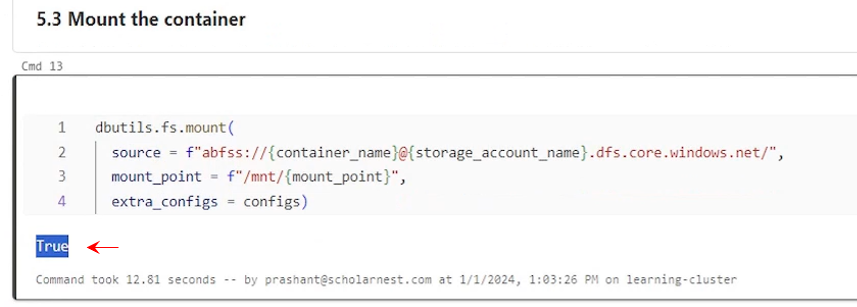 5.3 Mount the container
Cmd 13
1 dbutils.fs.mount(
2 source = f"abfss://{container_name}@{storage_account_name}.dfs.core.windows.net/",
3 mount_point = f"/mnt/{mount_point}",
4 extra_configs = configs)
True
Command took 12.81 seconds -- by prashant@scholarnest.com at 1/1/2024, 1:03:26 PM on learning-cluster